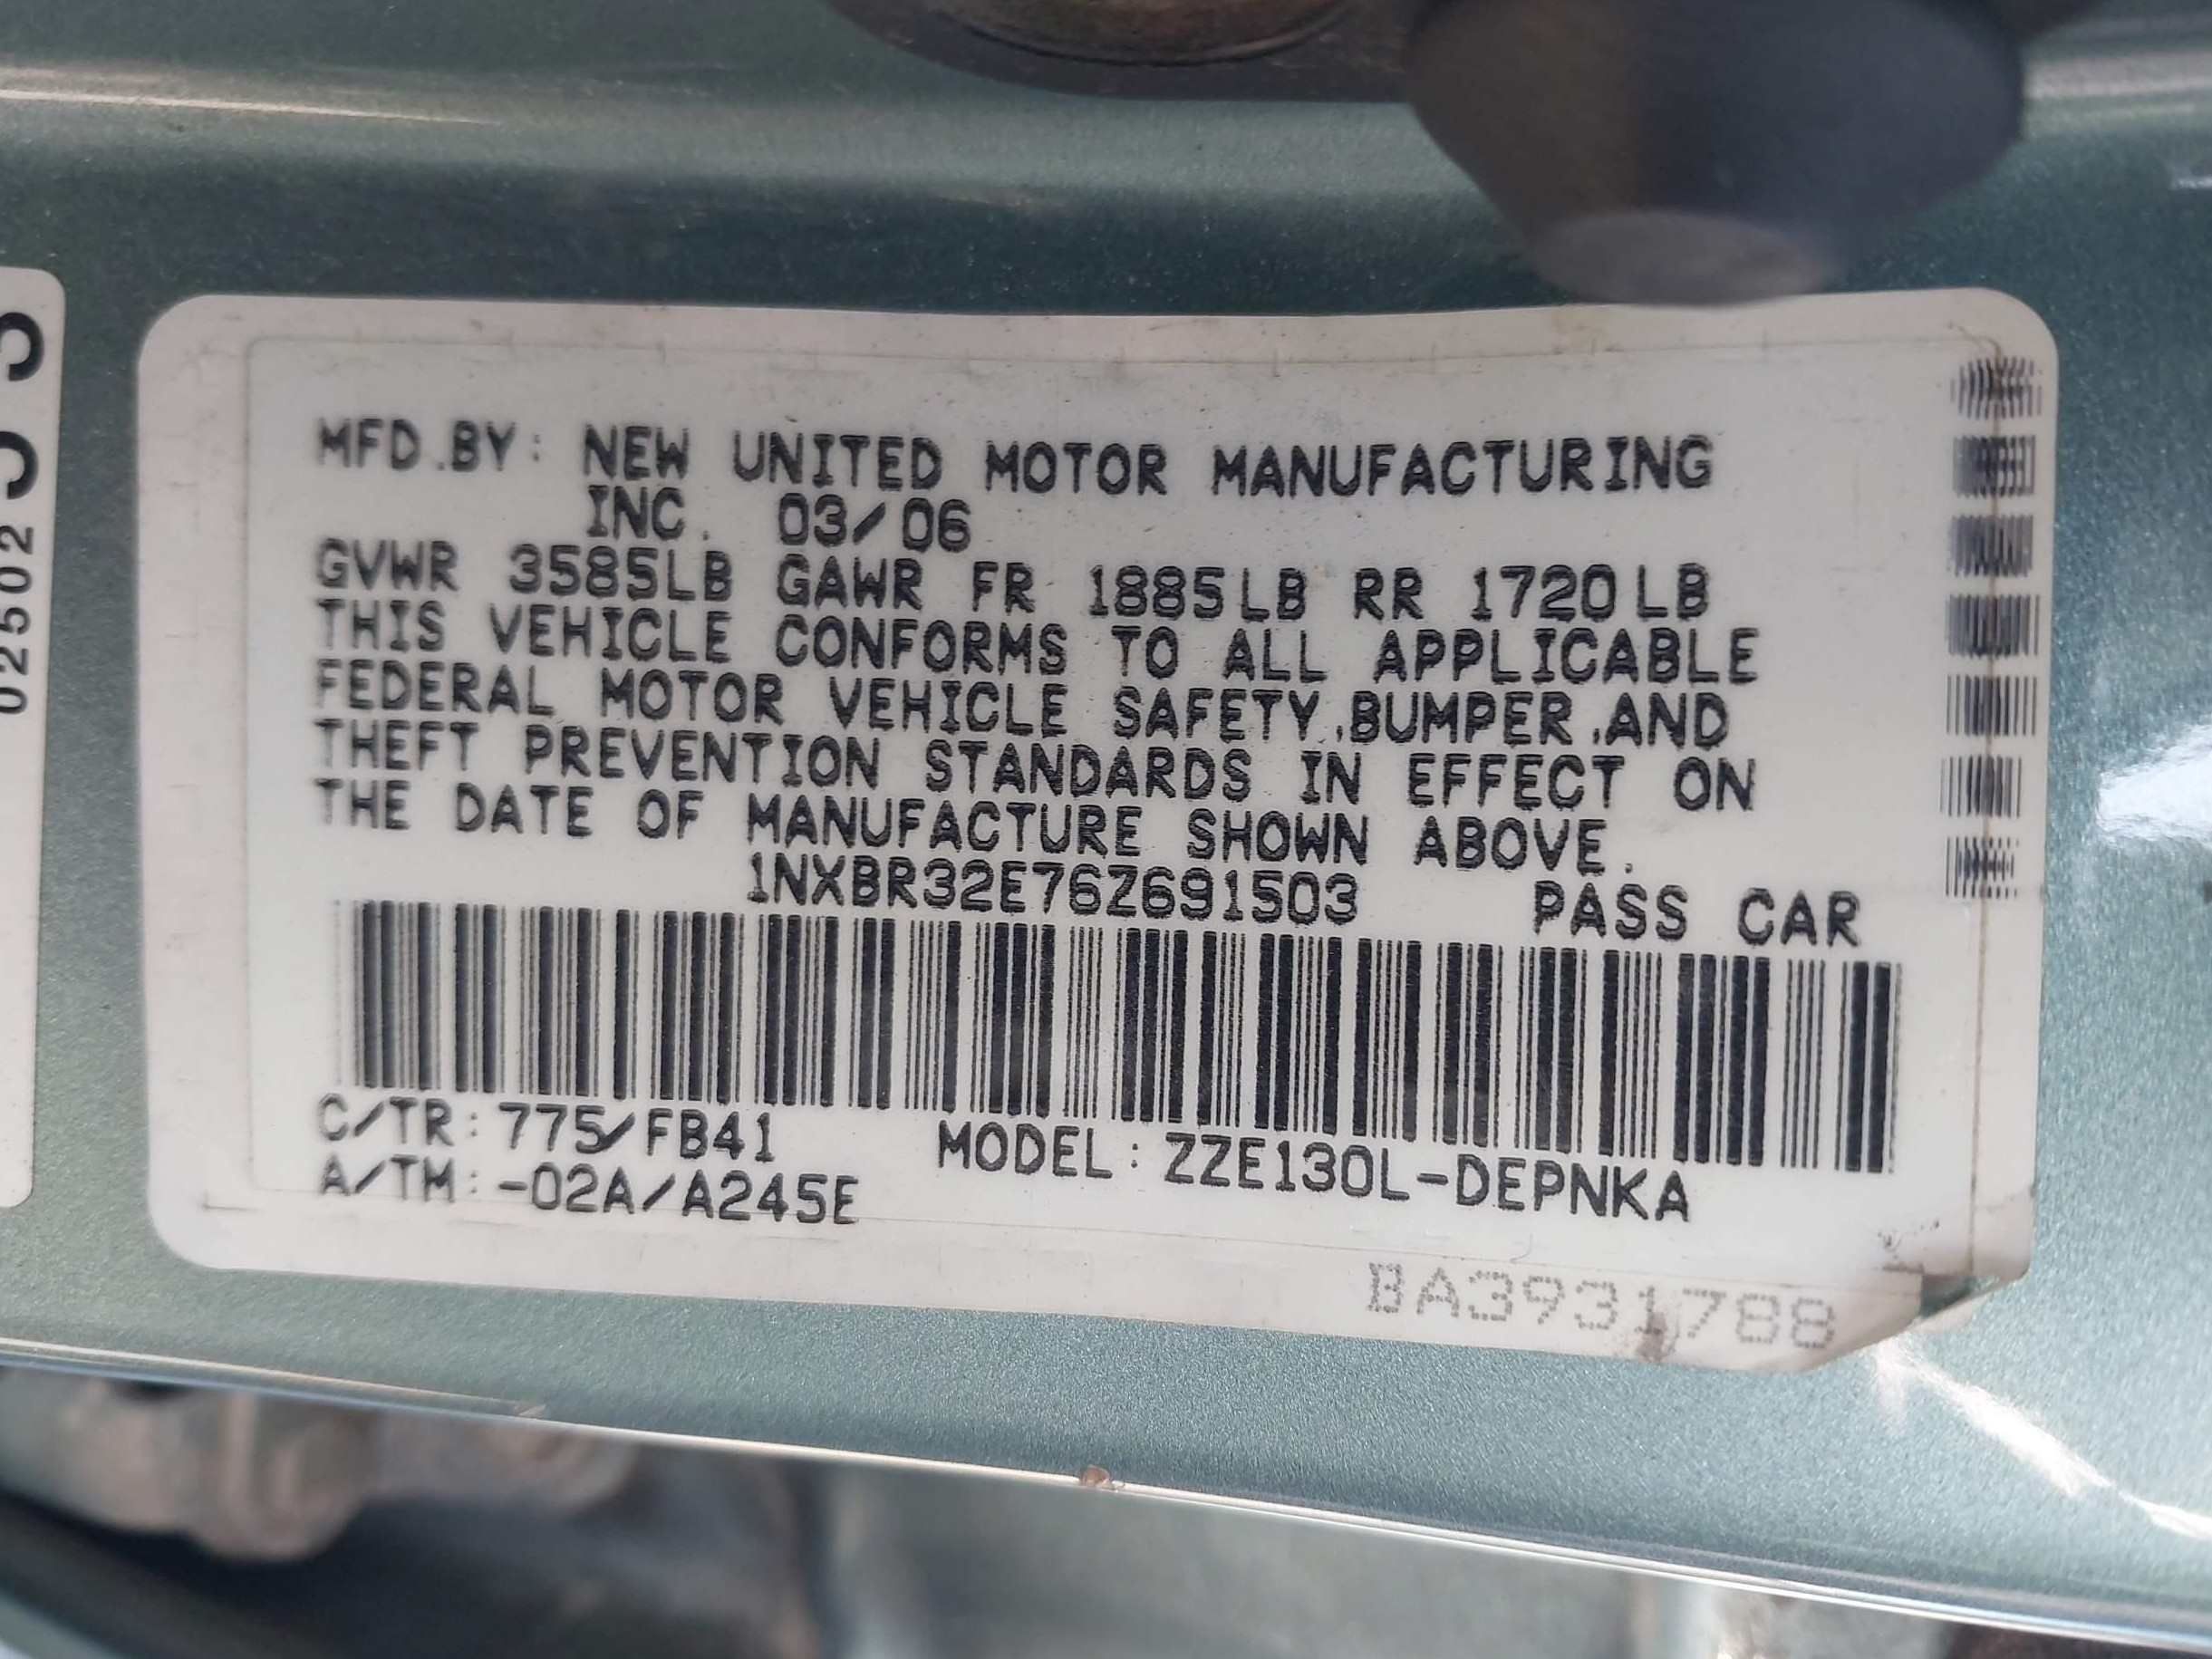 MFD.BY: NEW UNITED MOTOR MANUFACTURING
INC. 03/06
GVWR 3585LB GAWR FR 1885LB RR 1720LB
THIS VEHICLE CONFORMS TO ALL APPLICABLE
FEDERAL MOTOR VEHICLE SAFETY,BUMPER,AND
THEFT PREVENTION STANDARDS IN EFFECT ON
THE DATE OF MANUFACTURE SHOWN ABOVE.
1NXBR32E76Z691503 PASS CAR
C/TR: 775/FB41 MODEL: ZZE130L-DEPNKA
A/TM: -02A/A245E
BA3931788
02502